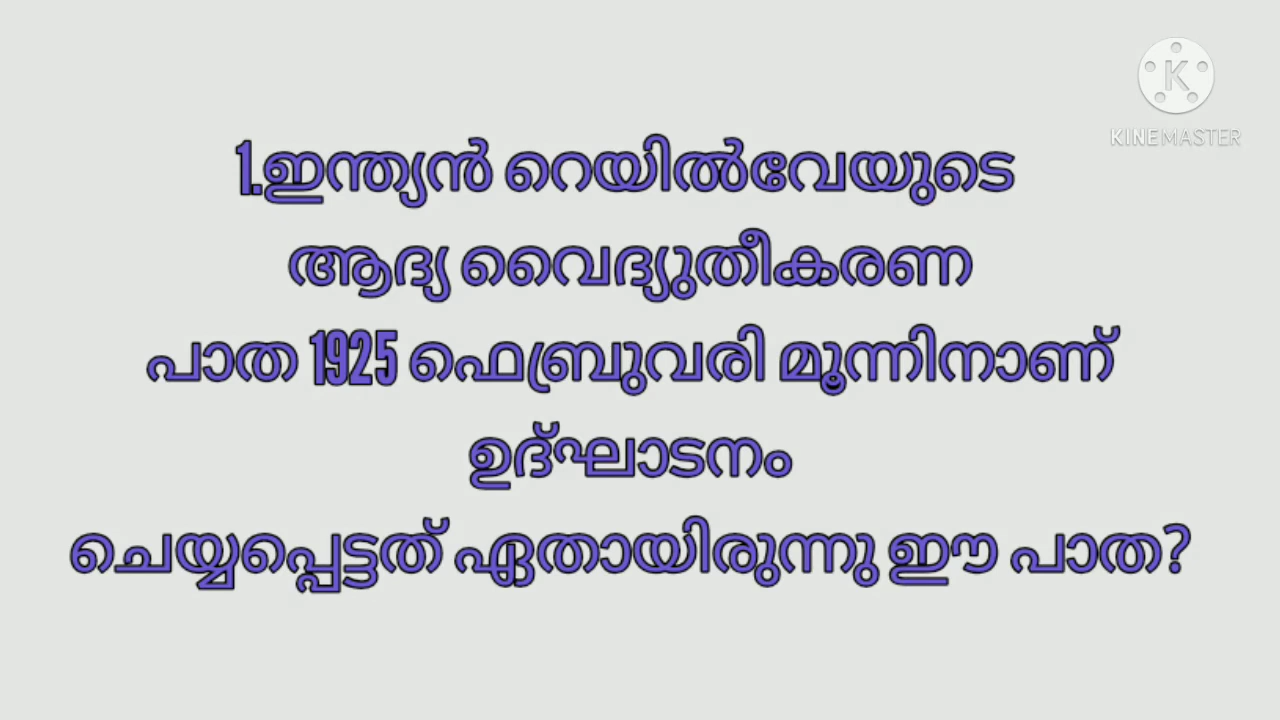 KINEMASTER
1.ഇന്ത്യൻ റെയിൽവേയുടെ
ആദ്യ വൈദ്യുതീകരണ
പാത 1925 ഫെബ്രുവരി മൂന്നിനാണ്
ഉദ്ഘാടനം
ചെയ്യപ്പെട്ടത് ഏതായിരുന്നു ഈ പാത?